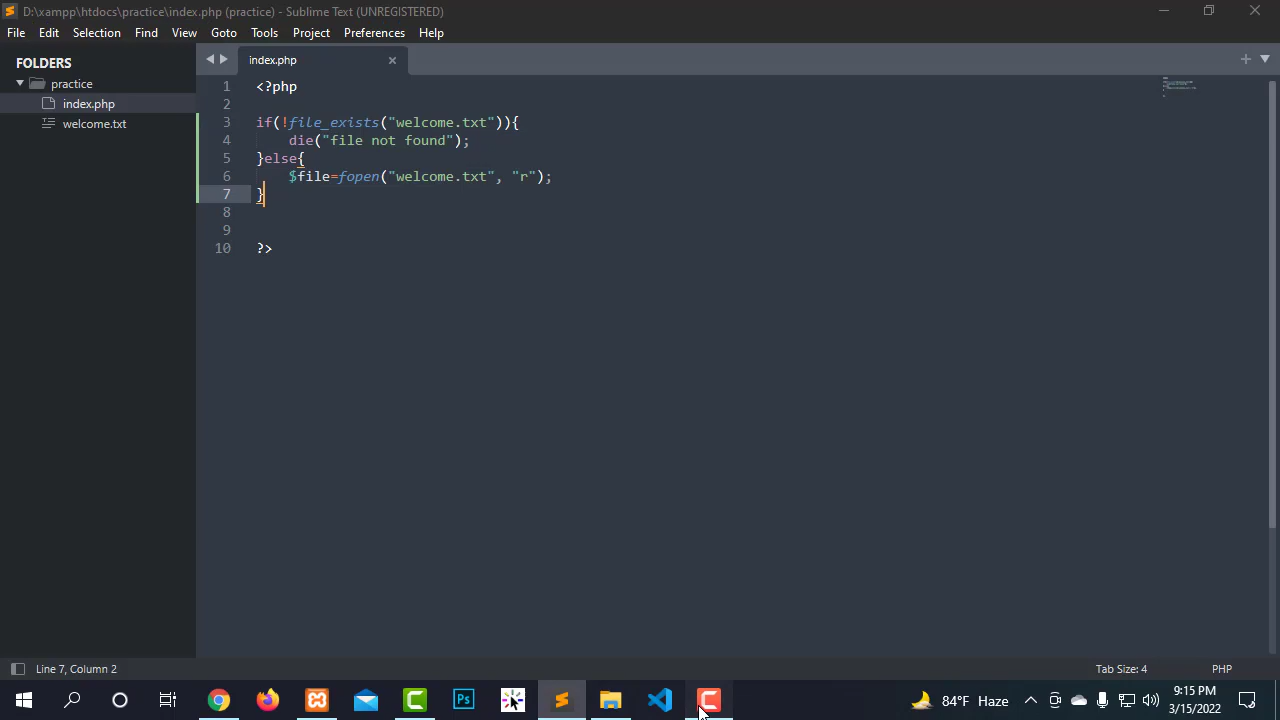 D:\xampp\htdocs\practice\index.php (practice) - Sublime Text (UNREGISTERED)
File Edit Selection Find View Goto Tools Project Preferences Help
FOLDERS
practice
index.php
welcome.txt
index.php
1 <?php
2
3 if(!file_exists("welcome.txt")){
4 die("file not found");
5 }else{
6 $file=fopen("welcome.txt", "r");
7 }
8
9
10 ?>
Line 7, Column 2
Tab Size: 4
PHP
Ps
84°F Haze
9:15 PM
3/15/2022